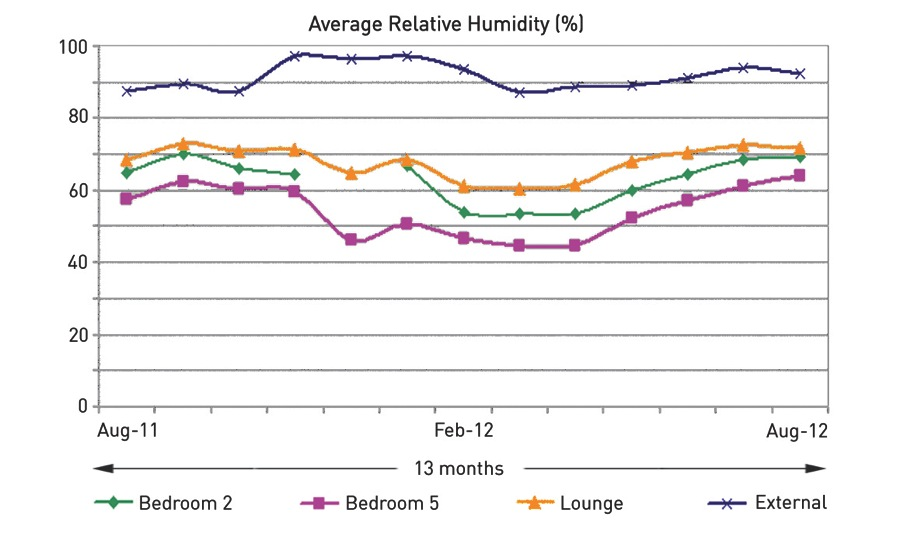 Average Relative Humidity (%)
100
80
60
40
20
0
Aug-11 Feb-12 Aug-12
13 months
Bedroom 2 Bedroom 5 Lounge External